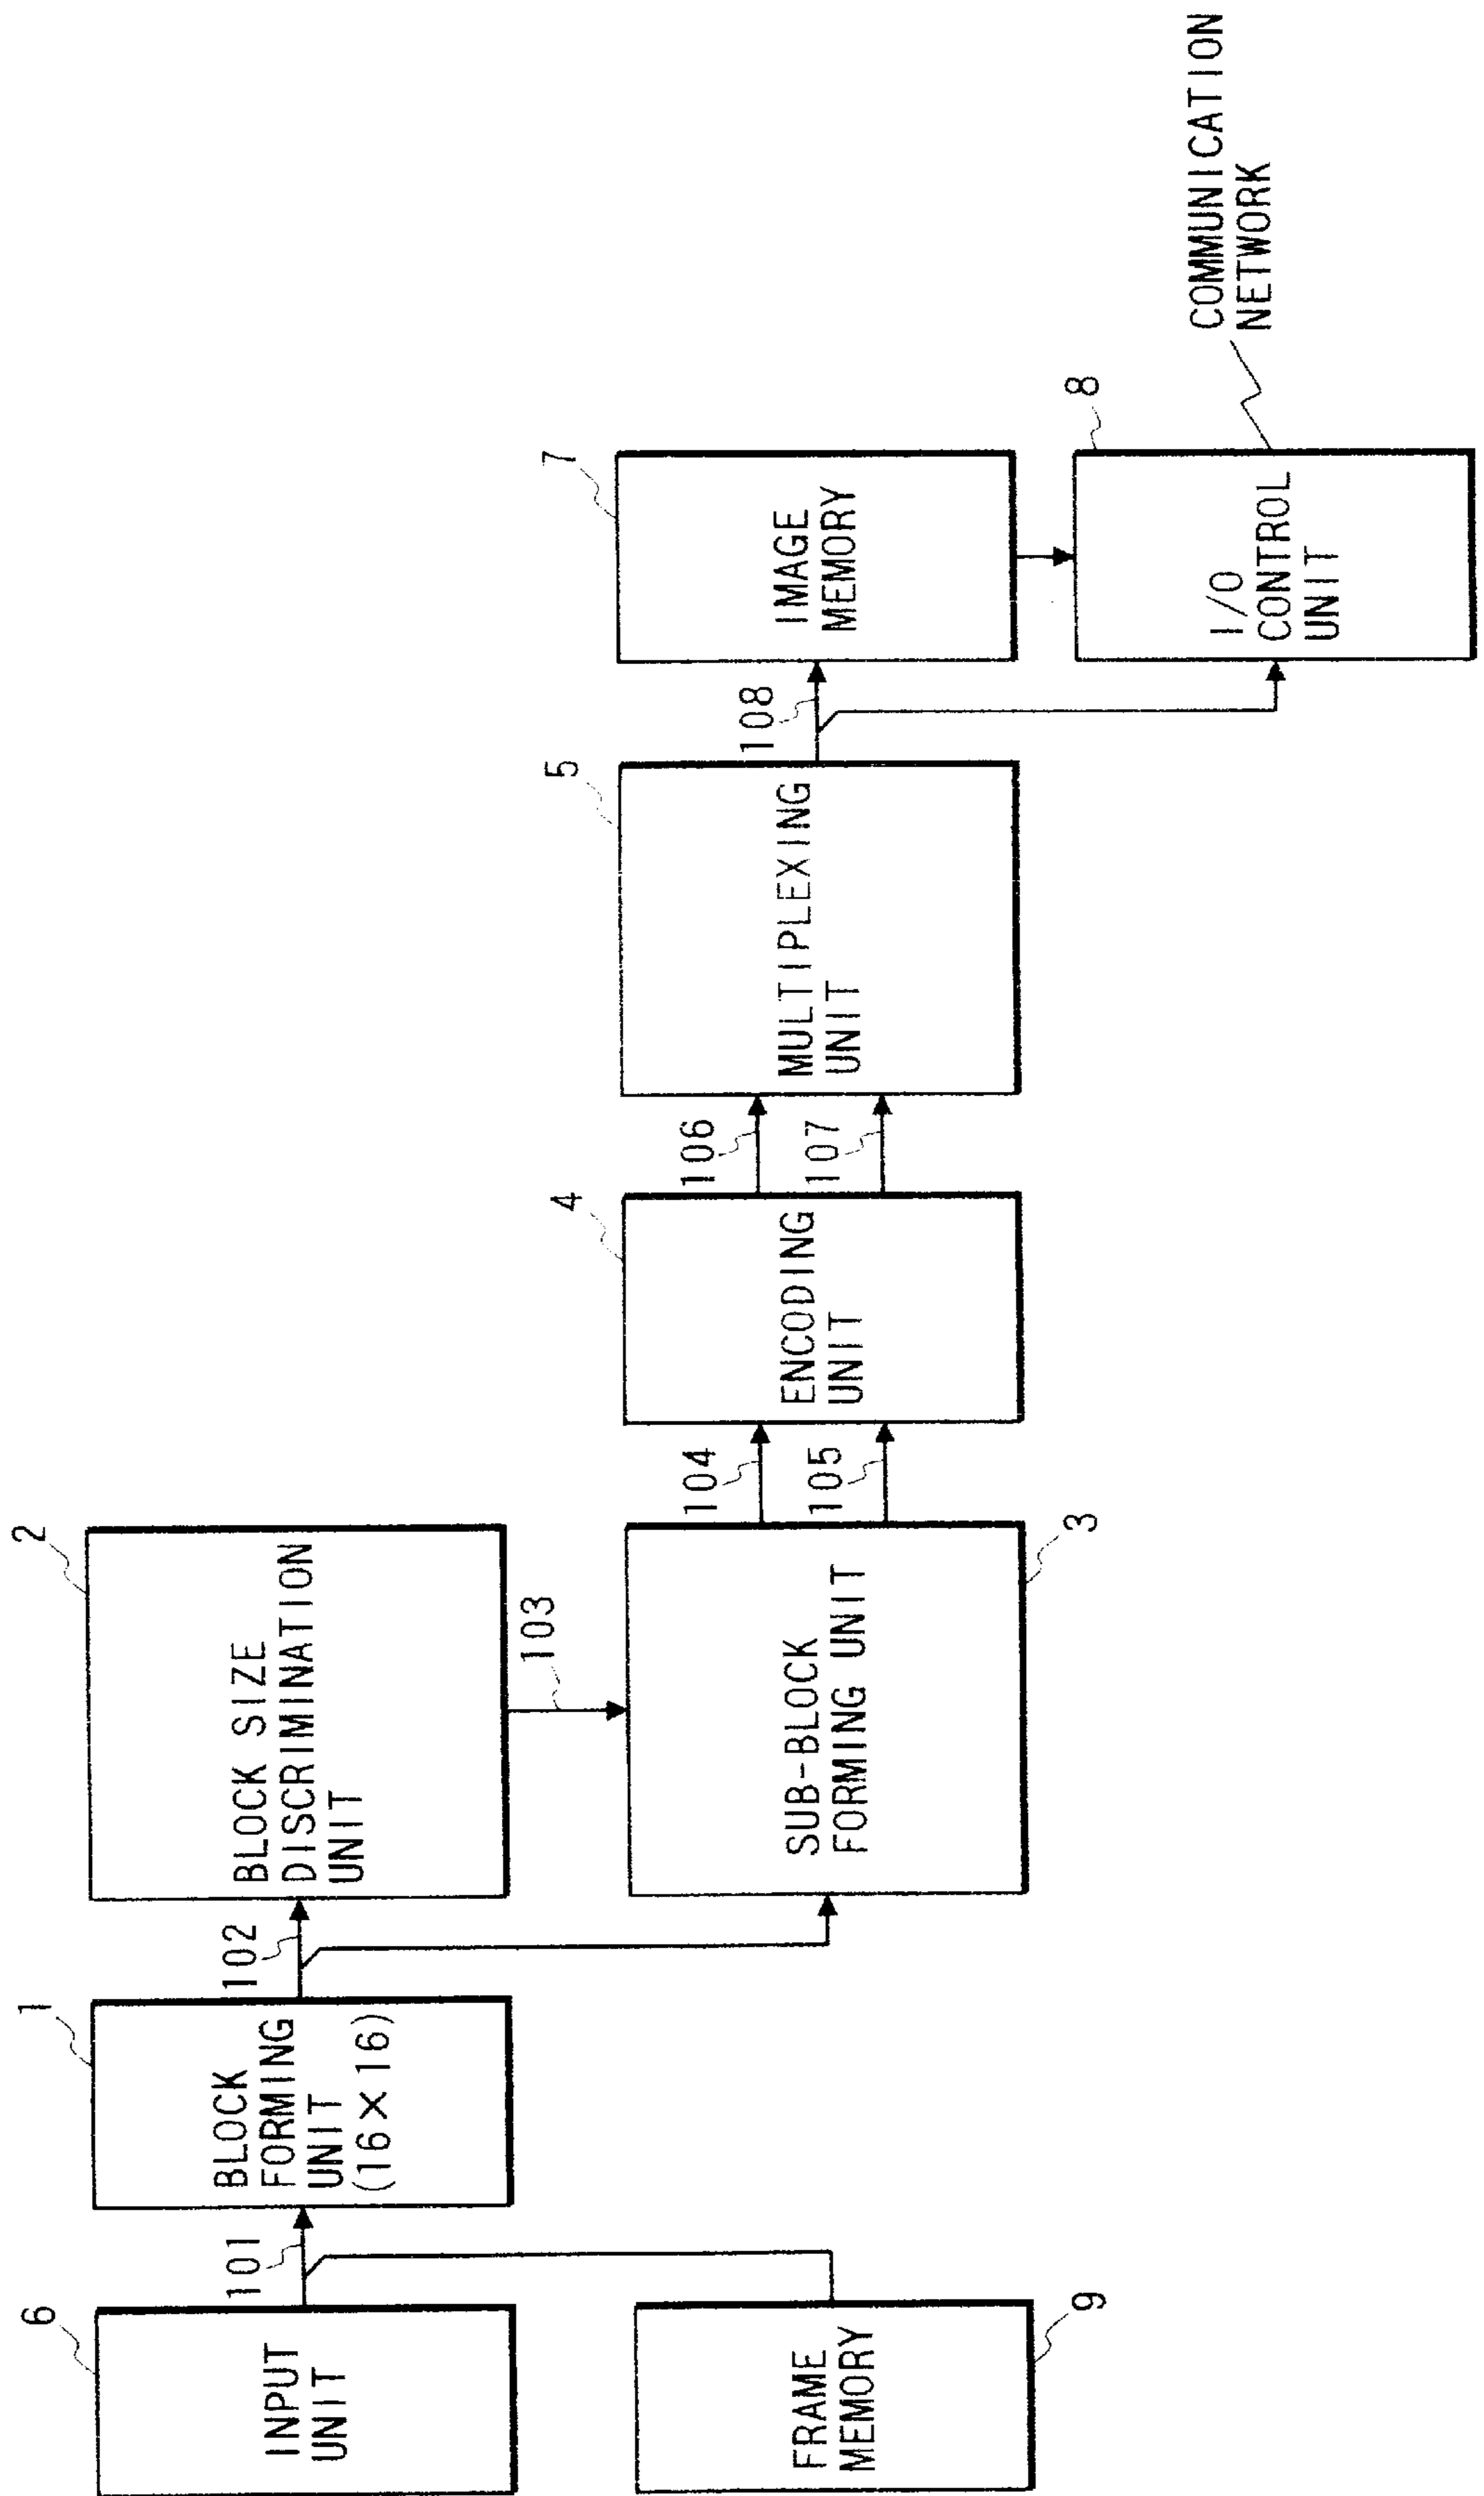 6
INPUT
UNIT
101
1
BLOCK
FORMING
UNIT
(16×16)
102
2
BLOCK SIZE
DISCRIMINATION
UNIT
103
FRAME
MEMORY
9
SUB-BLOCK
FORMING UNIT
3
104
105
4
ENCODING
UNIT
106
107
5
MULTIPLEXING
UNIT
108
7
IMAGE
MEMORY
8
I/O
CONTROL
UNIT
COMMUNICATION
NETWORK